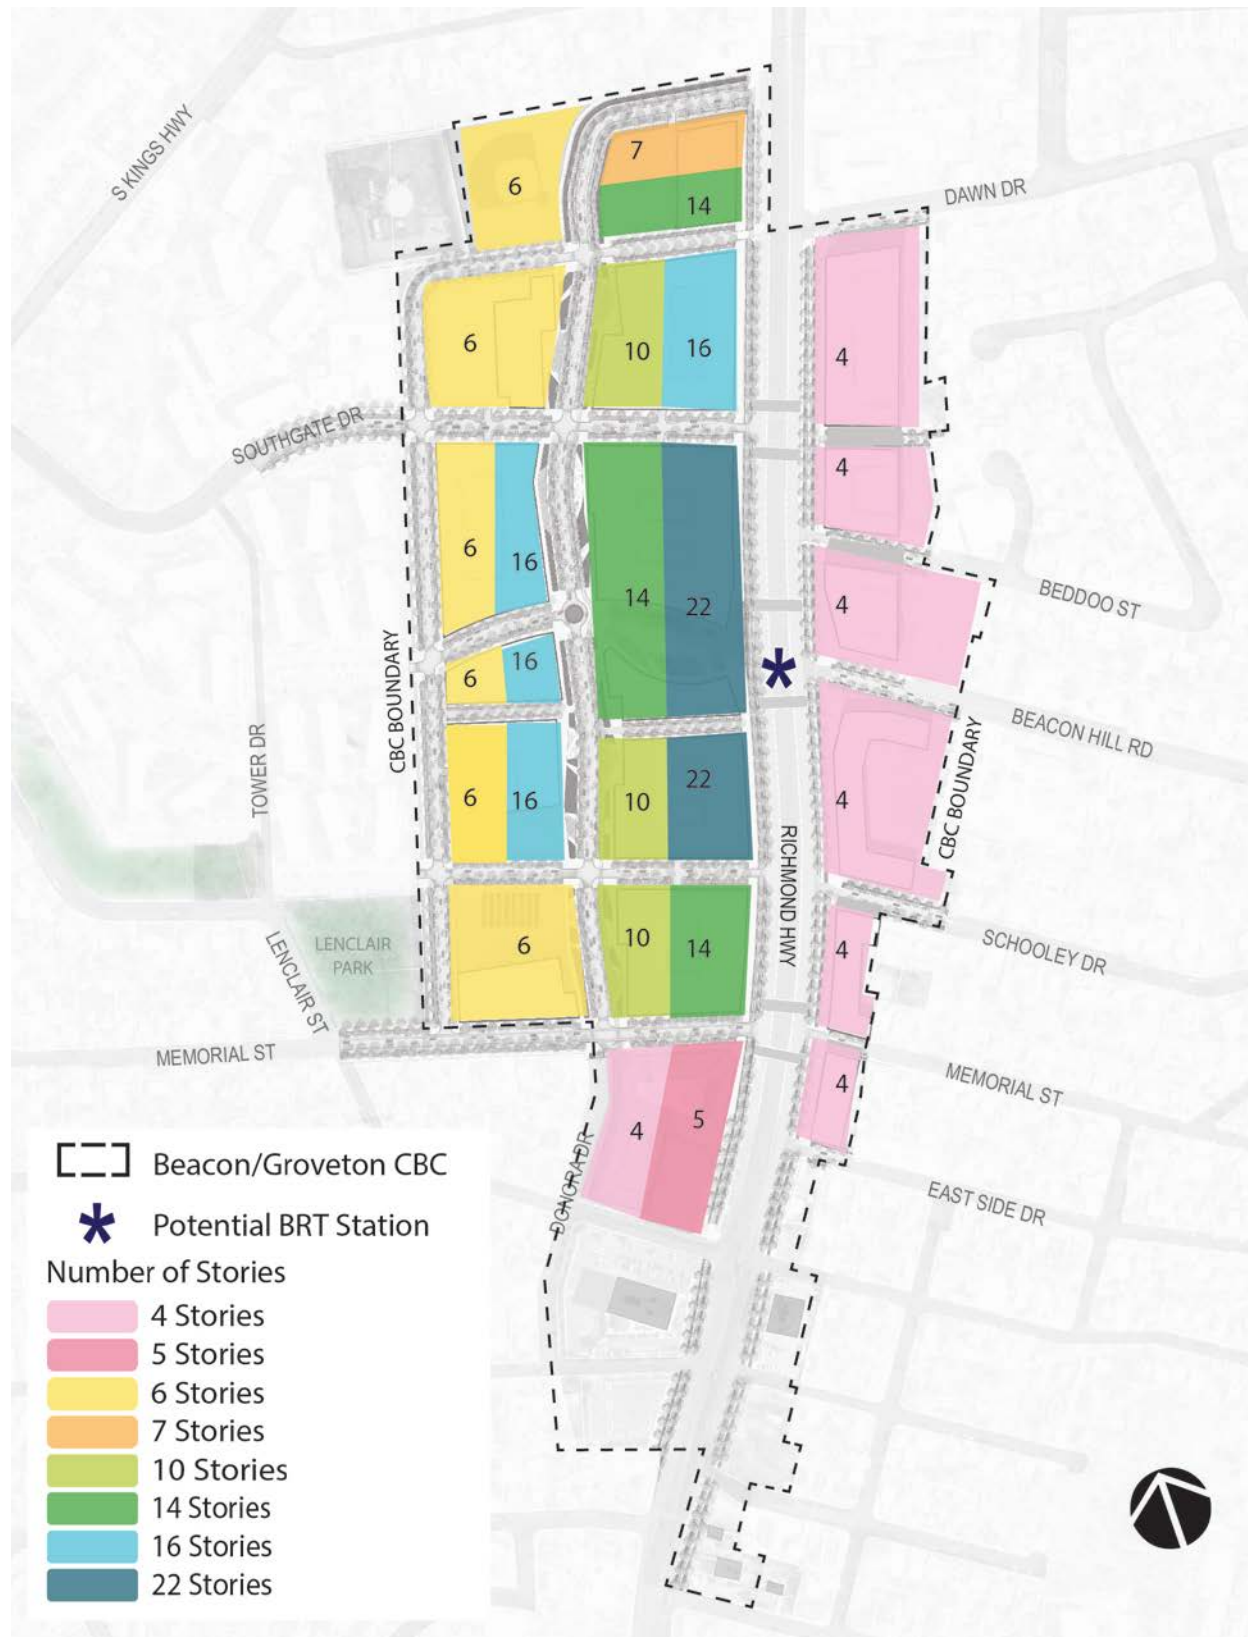 S KINGS HWY
7
6
14
DAWN DR
6
10
16
4
SOUTHGATE DR
4
6
16
14
22
4
BEDDOO ST
CBC BOUNDARY
6
16
BEACON HILL RD
TOWER DR
6
16
10
22
4
CBC BOUNDARY
RICHMOND HWY
LENCLAIR
PARK
LENCLAIR ST
6
10
14
4
SCHOOLEY DR
MEMORIAL ST
4
MEMORIAL ST
4
5
DONORA DR
EAST SIDE DR
Beacon/Groveton CBC
Potential BRT Station
Number of Stories
4 Stories
5 Stories
6 Stories
7 Stories
10 Stories
14 Stories
16 Stories
22 Stories